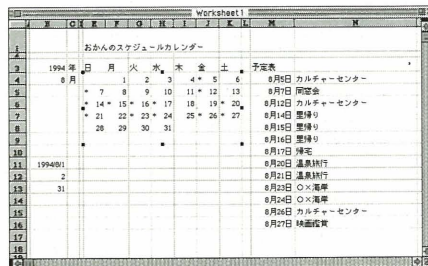 Worksheet1
B C D E F G H I J K L M N
1 おかんのスケジュールカレンダー
2
3 1994 年 日 月 火 水 木 金 土 予定表
4 8 月 1 2 3 4 * 5 6 8月5日 カルチャーセンター
5 * 7 8 9 10 11 * 12 13 8月7日 同窓会
6 * 14 * 15 * 16 * 17 18 19 * 20 8月12日 カルチャーセンター
7 * 21 22 * 23 * 24 25 * 26 * 27 8月14日 里帰り
8 28 29 30 31 8月15日 里帰り
9 8月16日 里帰り
10 8月17日 帰宅
11 1994/8/1 8月20日 温泉旅行
12 2 8月21日 温泉旅行
13 31 8月23日 ○×海岸
14 8月24日 ○×海岸
15 8月26日 カルチャーセンター
16 8月27日 映画鑑賞
17
18